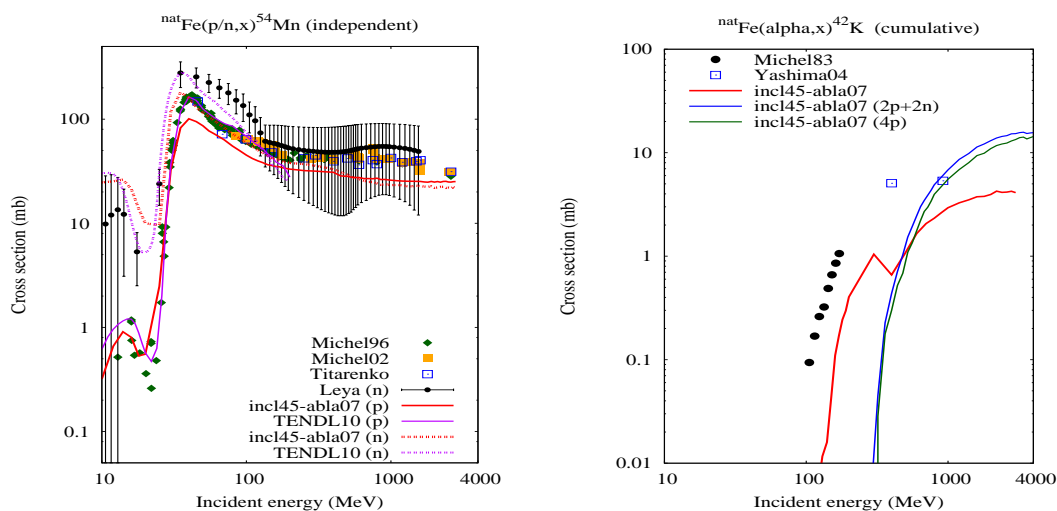 natFe(p/n,x)54Mn (independent)
Cross section (mb)
100
10
1
0.1
Michel96
Michel02
Titarenko
Leya (n)
incl45-abla07 (p)
TENDL10 (p)
incl45-abla07 (n)
TENDL10 (n)
10 100 1000 4000
Incident energy (MeV)
natFe(alpha,x)42K (cumulative)
Cross section (mb)
100
10
1
0.1
0.01
Michel83
Yashima04
incl45-abla07
incl45-abla07 (2p+2n)
incl45-abla07 (4p)
10 100 1000 4000
Incident energy (MeV)